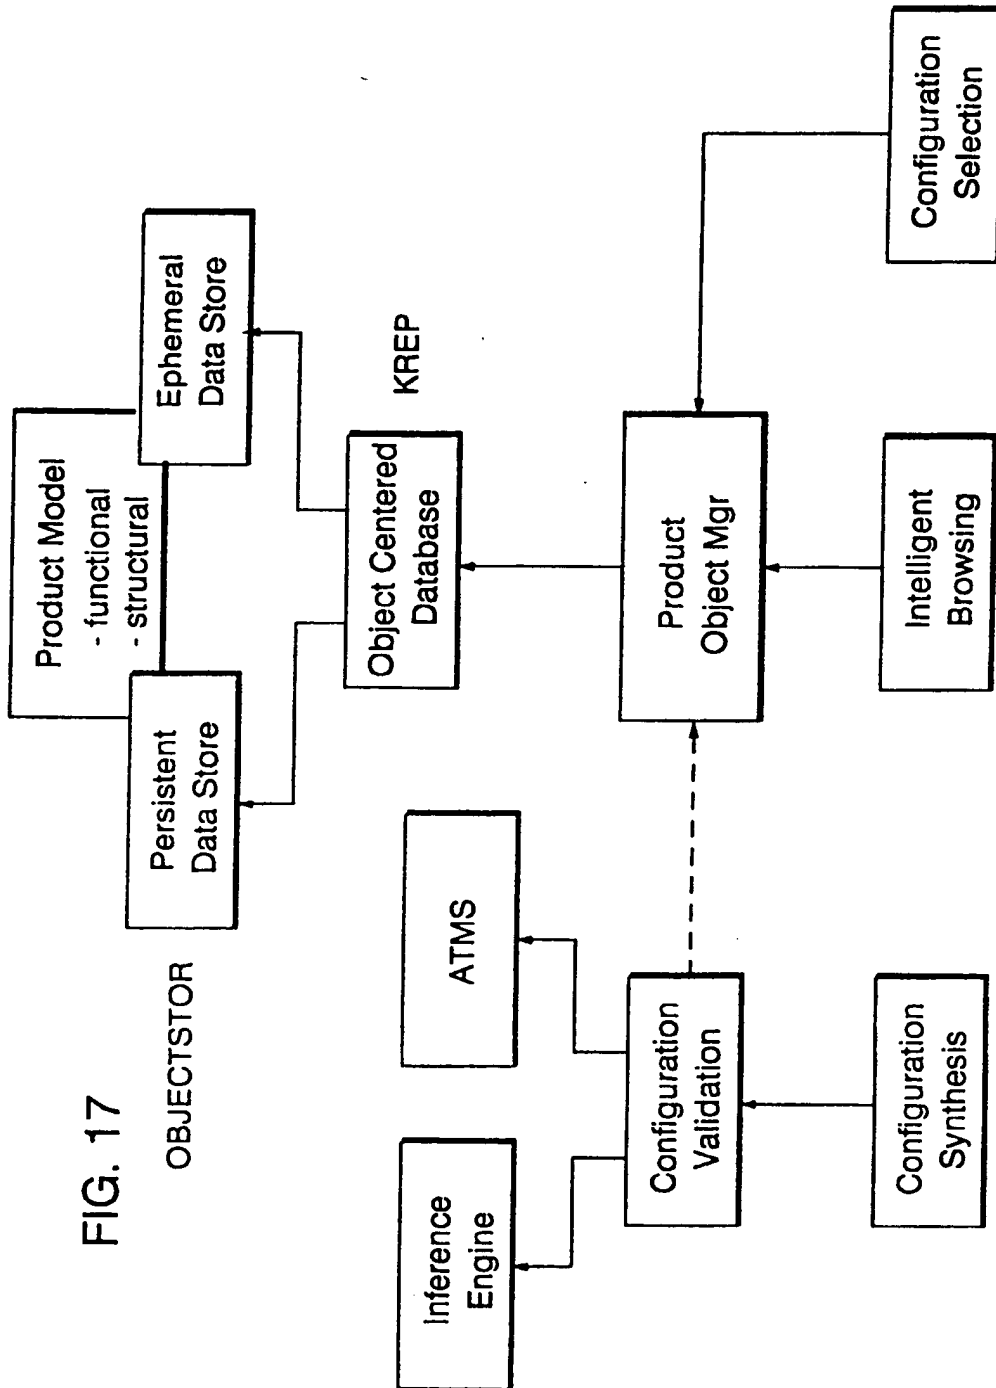 FIG. 17
OBJECTSTOR
Product Model
- functional
- structural
Persistent
Data Store
Ephemeral
Data Store
Inference
Engine
ATMS
Object Centered
Database
KREP
Configuration
Validation
Product
Object Mgr
Configuration
Synthesis
Intelligent
Browsing
Configuration
Selection